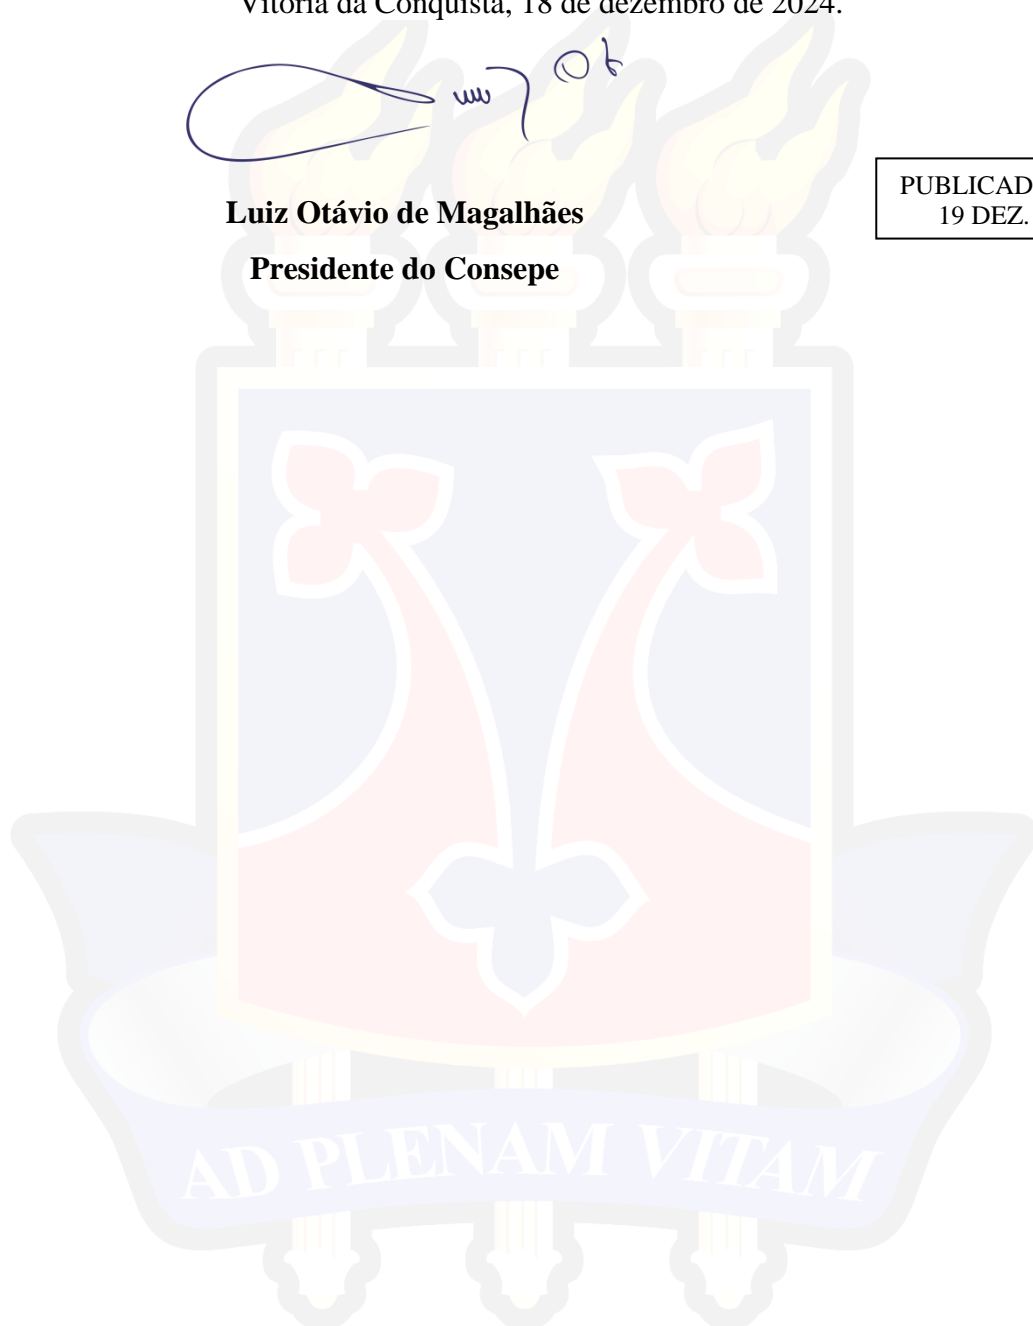 Vitória da Conquista, 18 de dezembro de 2024.
Luiz Otávio de Magalhães
Presidente do Consepe
PUBLICAD
19 DEZ.
AD PLENAM VITAM